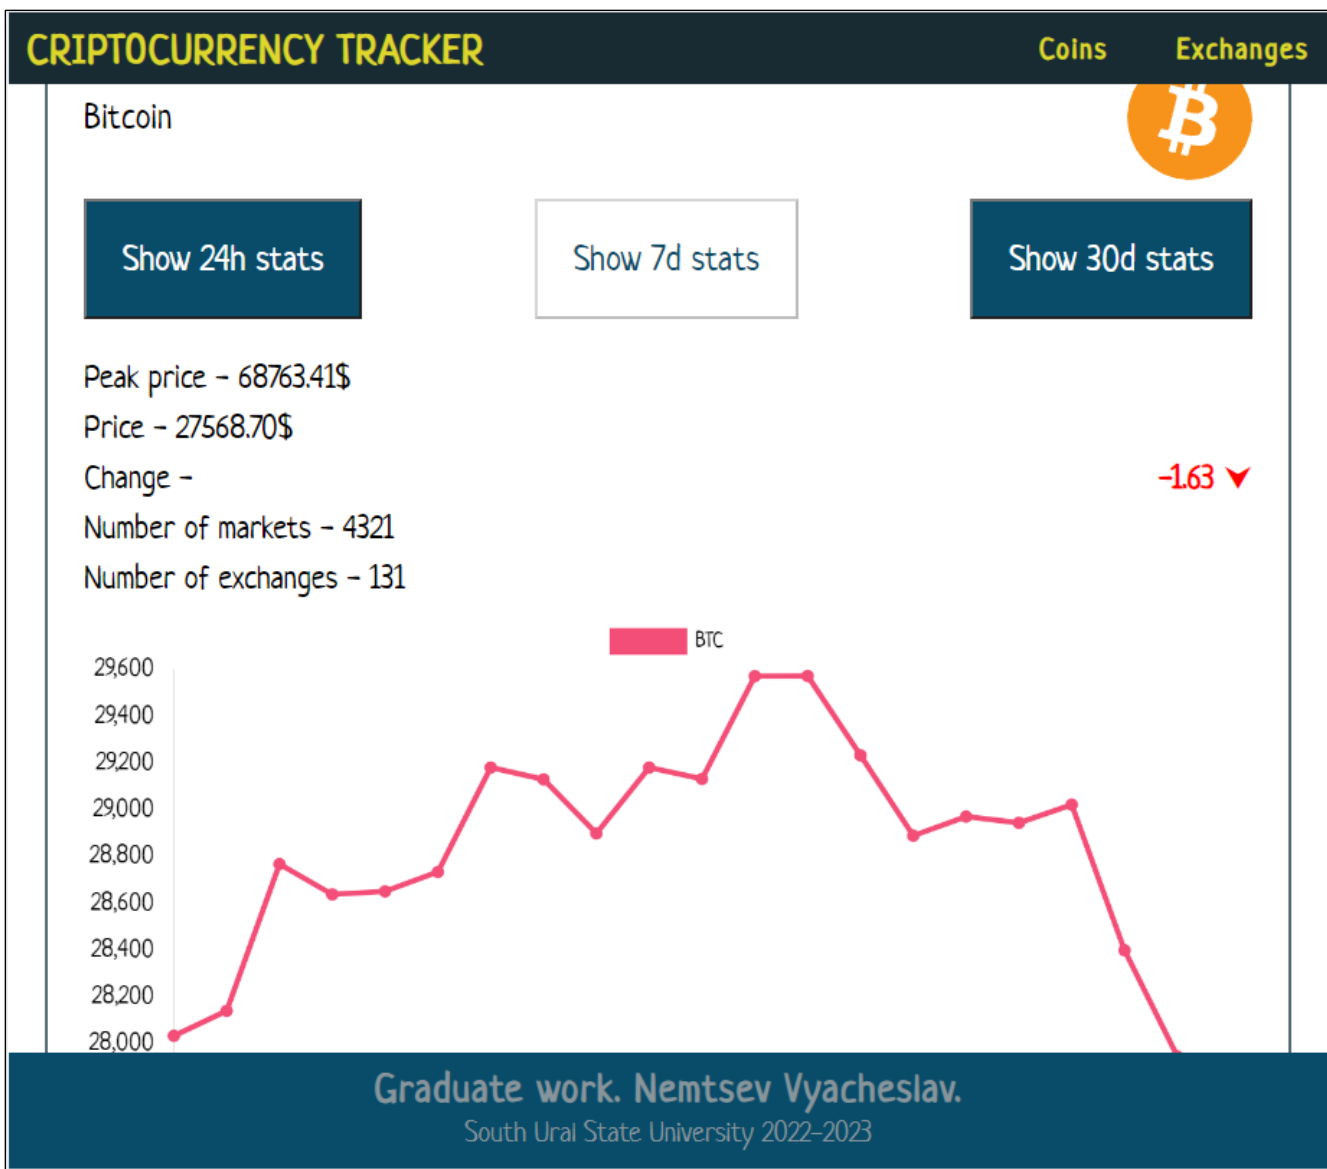 CRIPTOCURRENCY TRACKER Coins Exchanges
Bitcoin
Show 24h stats Show 7d stats Show 30d stats
Peak price - 68763.41$
Price - 27568.70$
Change - -1.63
Number of markets - 4321
Number of exchanges - 131
BTC
29,600
29,400
29,200
29,000
28,800
28,600
28,400
28,200
28,000
Graduate work. Nemtsev Vyacheslav.
South Ural State University 2022-2023